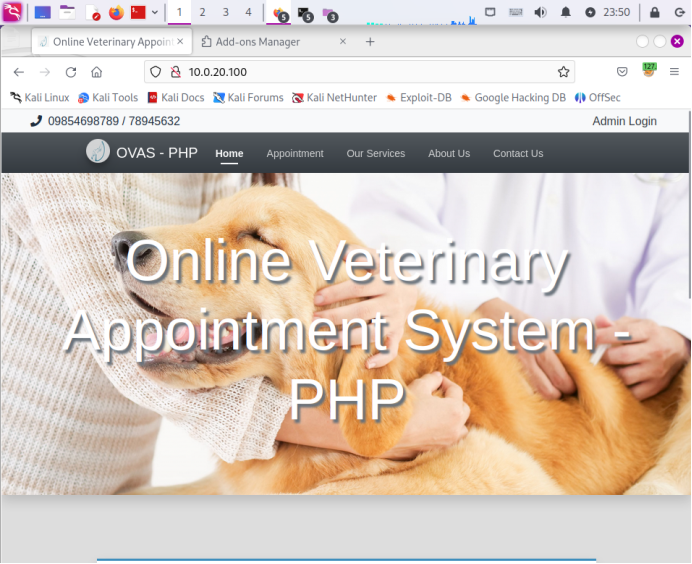 1 2 3 4 5 5 3 23:50
Online Veterinary Appoint
Add-ons Manager
10.0.20.100
127.
Kali Linux Kali Tools Kali Docs Kali Forums Kali NetHunter Exploit-DB Google Hacking DB OffSec
09854698789 / 78945632 Admin Login
OVAS - PHP Home Appointment Our Services About Us Contact Us
Online Veterinary
Appointment System -
PHP